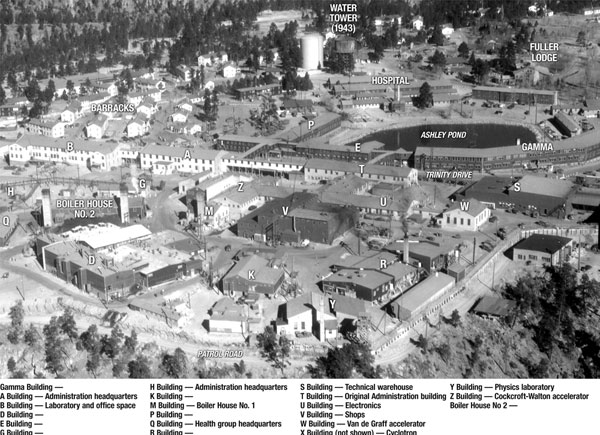 WATER
TOWER
(1943)
FULLER
LODGE
HOSPITAL
BARRACKS
P
ASHLEY POND
E
GAMMA
B
A
T
TRINITY DRIVE
H
G
Z
S
BOILER HOUSE
NO. 2
M
V
U
W
Q
D
K
R
Y
PATROL ROAD
Gamma Building —
A Building — Administration headquarters
B Building — Laboratory and office space
D Building —
E Building —
G Building —
H Building — Administration headquarters
K Building —
M Building — Boiler House No. 1
P Building —
Q Building — Health group headquarters
R Building —
S Building — Technical warehouse
T Building — Original Administration building
U Building — Electronics
V Building — Shops
W Building — Van de Graff accelerator
X Building (not shown) — Cyclotron
Y Building — Physics laboratory
Z Building — Cockcroft-Walton accelerator
Boiler House No 2 —